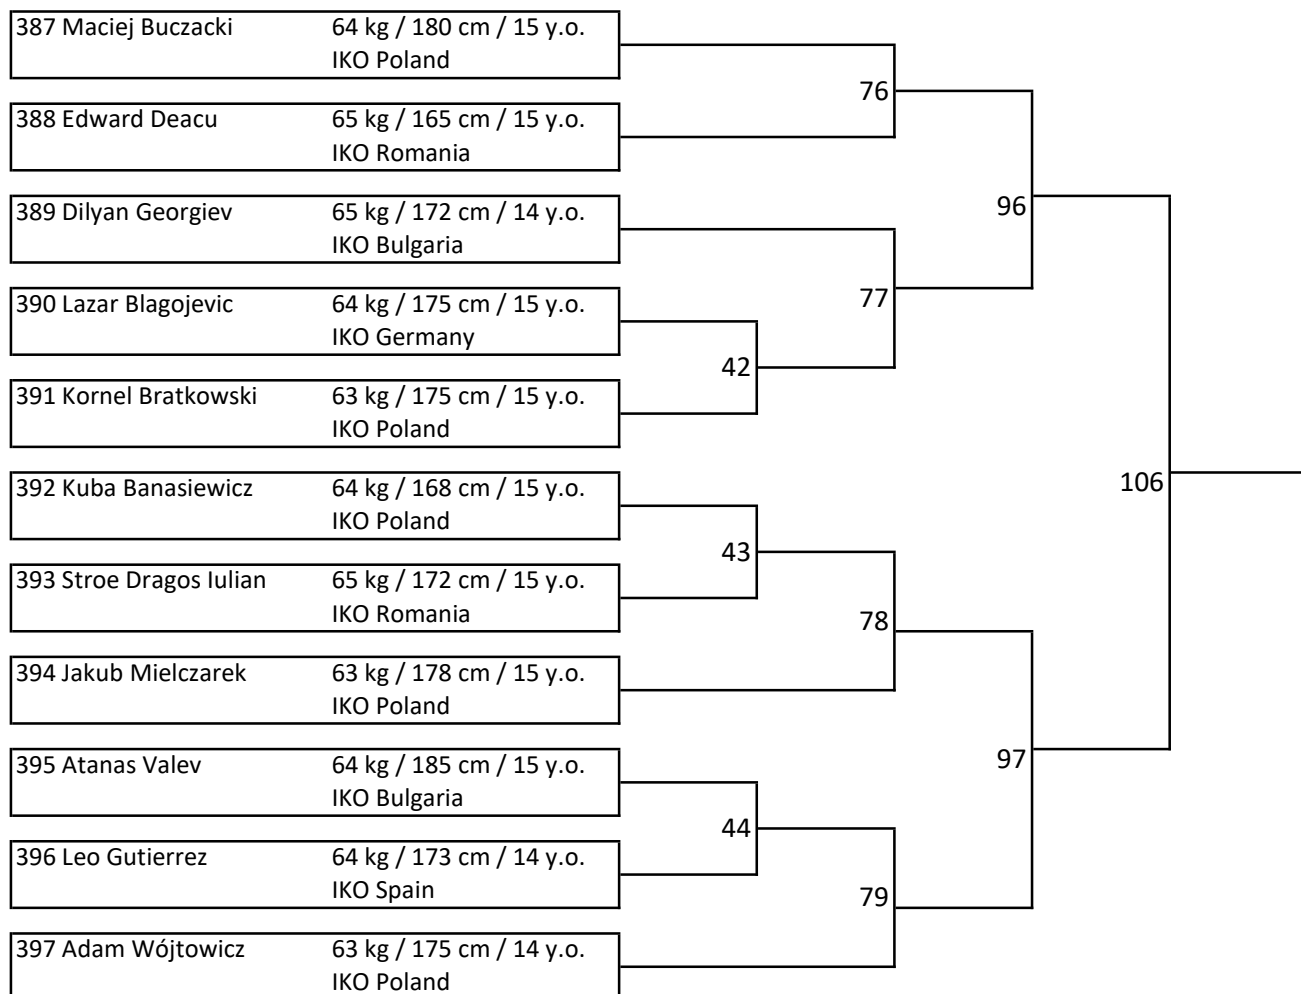 387 Maciej Buczacki 64 kg / 180 cm / 15 y.o.
IKO Poland
76
388 Edward Deacu 65 kg / 165 cm / 15 y.o.
IKO Romania
96
389 Dilyan Georgiev 65 kg / 172 cm / 14 y.o.
IKO Bulgaria
77
390 Lazar Blagojevic 64 kg / 175 cm / 15 y.o.
IKO Germany
42
391 Kornel Bratkowski 63 kg / 175 cm / 15 y.o.
IKO Poland
106
392 Kuba Banasiewicz 64 kg / 168 cm / 15 y.o.
IKO Poland
43
393 Stroe Dragos Iulian 65 kg / 172 cm / 15 y.o.
IKO Romania
78
394 Jakub Mielczarek 63 kg / 178 cm / 15 y.o.
IKO Poland
97
395 Atanas Valev 64 kg / 185 cm / 15 y.o.
IKO Bulgaria
44
396 Leo Gutierrez 64 kg / 173 cm / 14 y.o.
IKO Spain
79
397 Adam Wójtowicz 63 kg / 175 cm / 14 y.o.
IKO Poland